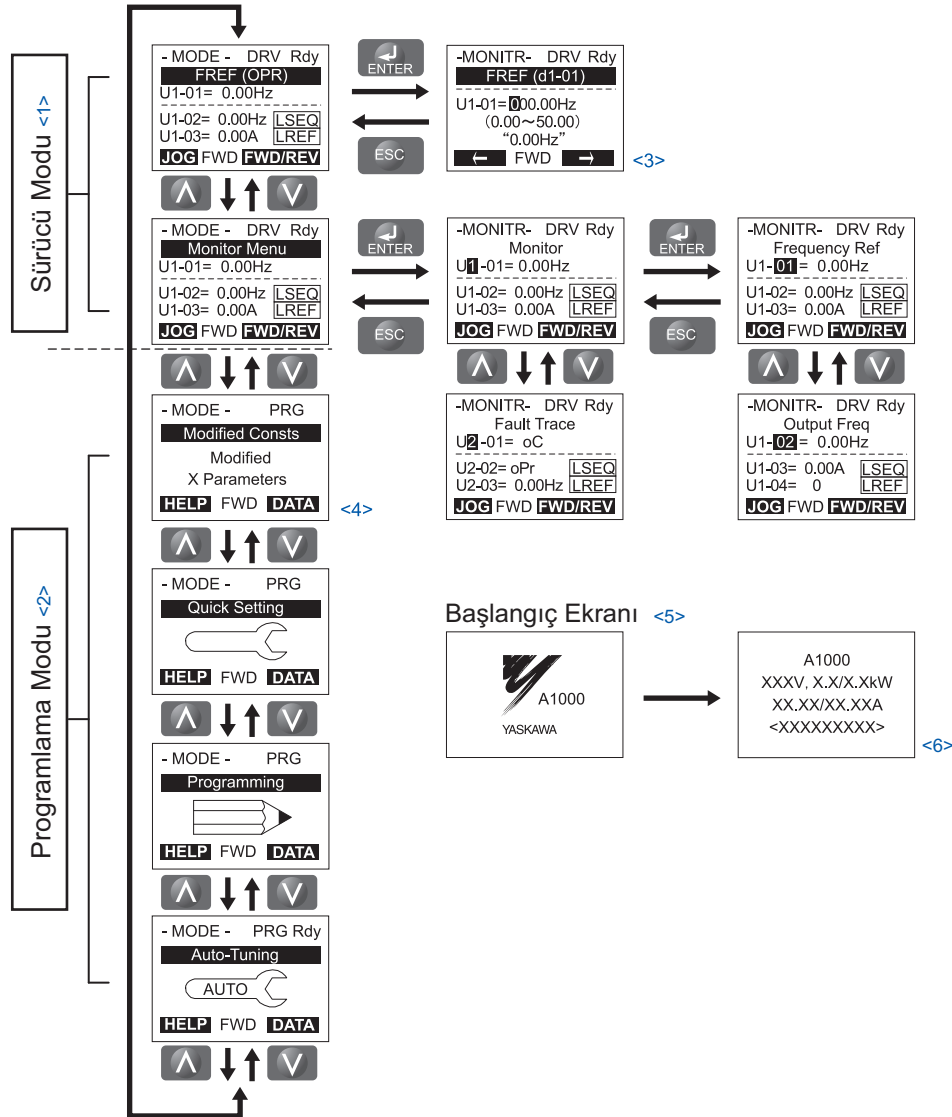 Sürücü Modu <1>
- MODE - DRV Rdy
FREF (OPR)
U1-01= 0.00Hz
U1-02= 0.00Hz LSEQ
U1-03= 0.00A LREF
JOG FWD FWD/REV
ENTER
ESC
-MONITR- DRV Rdy
FREF (d1-01)
U1-01= 000.00Hz
(0.00~50.00)
“0.00Hz”
← FWD →
<3>
- MODE - DRV Rdy
Monitor Menu
U1-01= 0.00Hz
U1-02= 0.00Hz LSEQ
U1-03= 0.00A LREF
JOG FWD FWD/REV
ENTER
ESC
-MONITR- DRV Rdy
Monitor
U1 -01= 0.00Hz
U1-02= 0.00Hz LSEQ
U1-03= 0.00A LREF
JOG FWD FWD/REV
ENTER
ESC
-MONITR- DRV Rdy
Frequency Ref
U1- 01 = 0.00Hz
U1-02= 0.00Hz LSEQ
U1-03= 0.00A LREF
JOG FWD FWD/REV
-MONITR- DRV Rdy
Fault Trace
U2 -01= oC
U2-02= oPr LSEQ
U2-03= 0.00Hz LREF
JOG FWD FWD/REV
-MONITR- DRV Rdy
Output Freq
U1- 02 = 0.00Hz
U1-03= 0.00A LSEQ
U1-04= 0 LREF
JOG FWD FWD/REV
Programlama Modu <2>
- MODE - PRG
Modified Consts
Modified
X Parameters
HELP FWD DATA
<4>
- MODE - PRG
Quick Setting
HELP FWD DATA
- MODE - PRG
Programming
HELP FWD DATA
- MODE - PRG Rdy
Auto-Tuning
AUTO
HELP FWD DATA
Başlangıç Ekranı <5>
A1000
YASKAWA
A1000
XXXV, X.X/X.XkW
XX.XX/XX.XXA
<XXXXXXXXX>
<6>